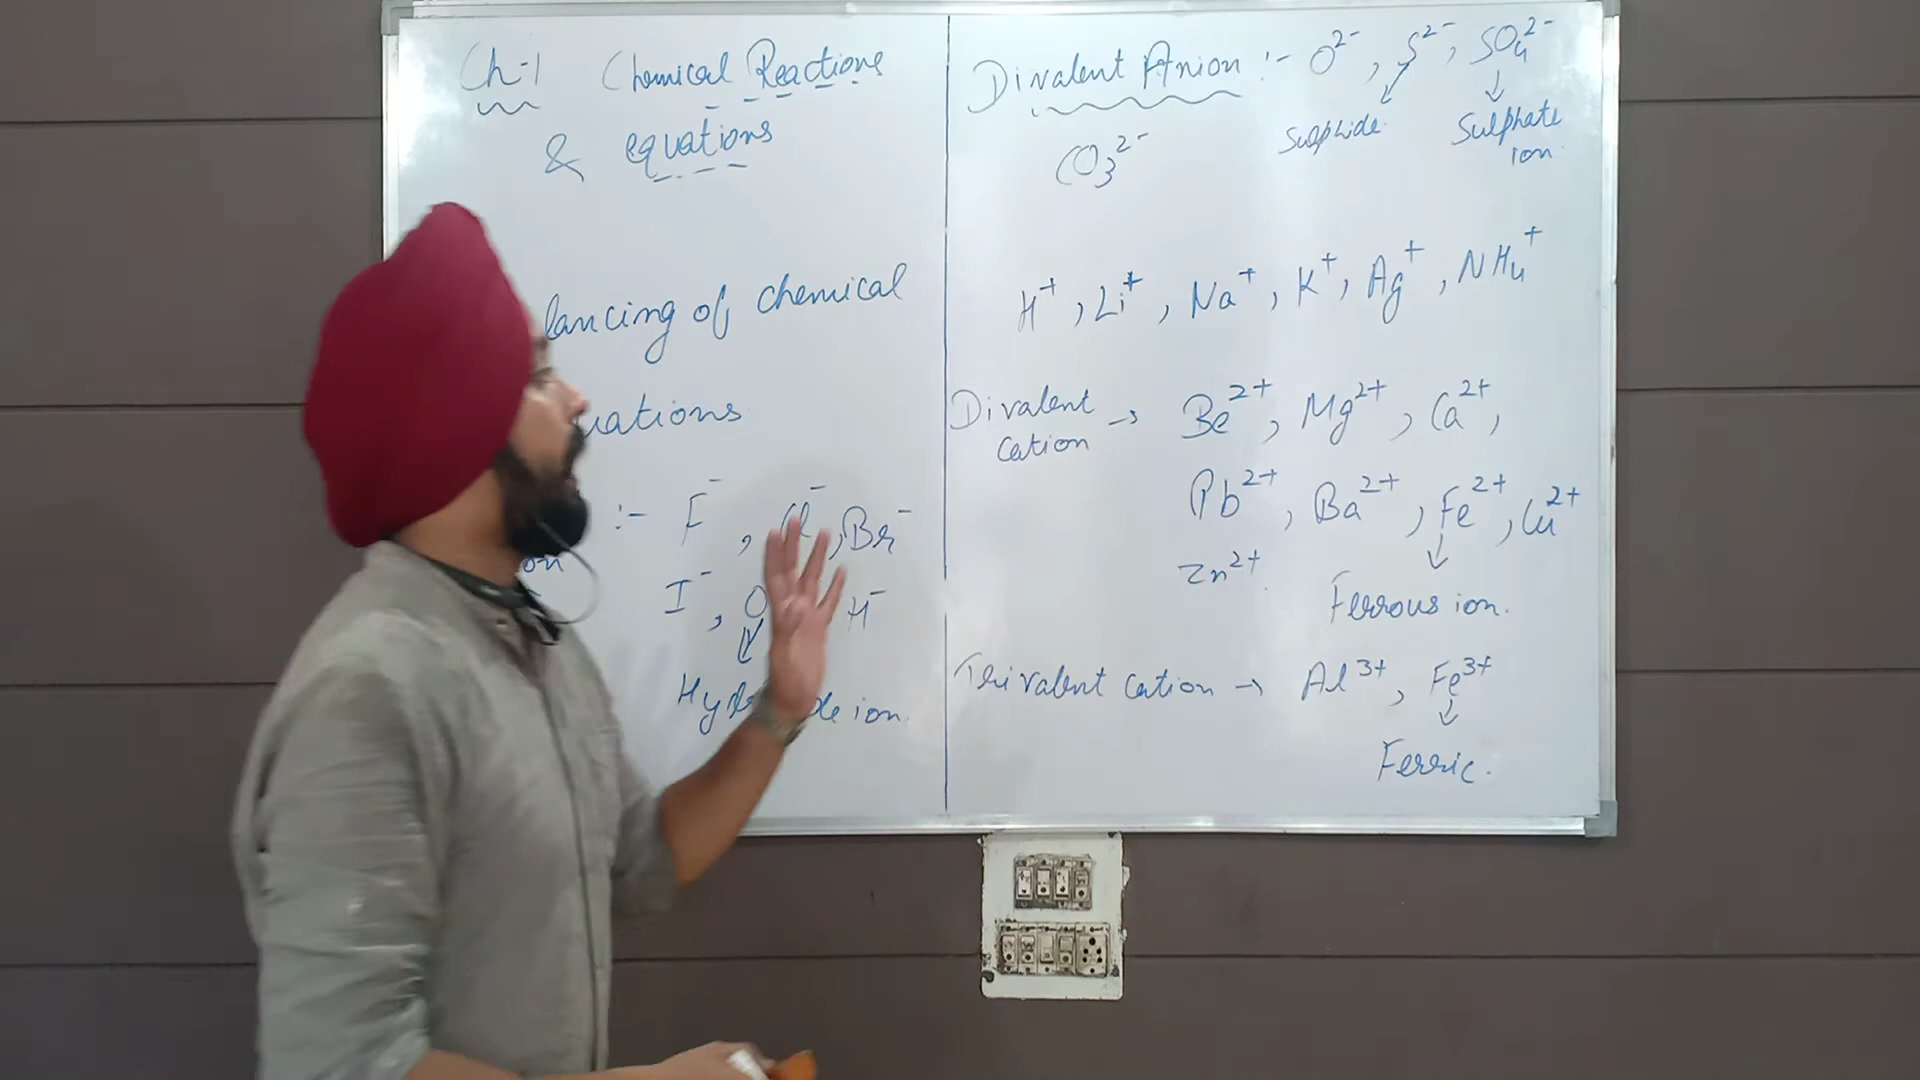 Ch-1 Chemical Reactions
& equations
lancing of chemical
uations
:- F⁻, Cl⁻, Br⁻
on
I⁻, O H⁻
ion.
Divalent Anion :- O²⁻, S²⁻, SO₄²⁻
Sulphide. Sulphate
ion
CO₃²⁻
H⁺, Li⁺, Na⁺, K⁺, Ag⁺, NH₄⁺
Divalent → Be²⁺, Mg²⁺, Ca²⁺,
cation
Pb²⁺, Ba²⁺, Fe²⁺, Cu²⁺
Zn²⁺
Ferrous ion.
Trivalent cation → Al³⁺, Fe³⁺
Ferric.